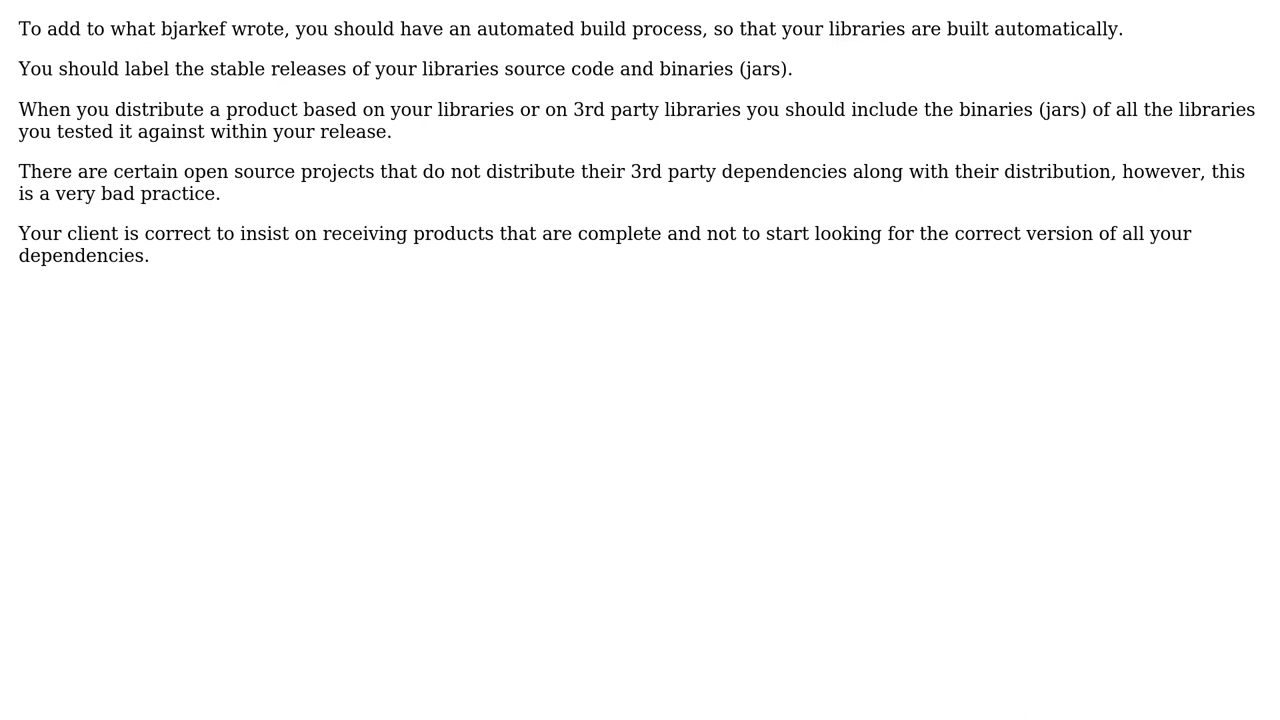 To add to what bjarkef wrote, you should have an automated build process, so that your libraries are built automatically.
You should label the stable releases of your libraries source code and binaries (jars).
When you distribute a product based on your libraries or on 3rd party libraries you should include the binaries (jars) of all the libraries
you tested it against within your release.
There are certain open source projects that do not distribute their 3rd party dependencies along with their distribution, however, this
is a very bad practice.
Your client is correct to insist on receiving products that are complete and not to start looking for the correct version of all your
dependencies.